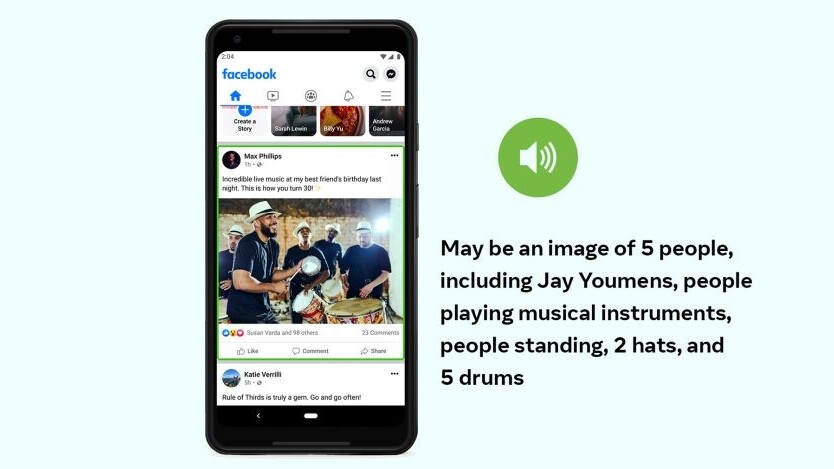 2:04
facebook
Create a
Story
Sarah Lewin
Billy Yu
Andrew
Garcia
Max Phillips
1h •
Incredible live music at my best friend's birthday last
night. This is how you turn 30! ✨
Susan Varda and 98 others
23 Comments
Like
Comment
Share
Katie Verrilli
5h •
Rule of Thirds is truly a gem. Go and go often!
May be an image of 5 people,
including Jay Youmens, people
playing musical instruments,
people standing, 2 hats, and
5 drums